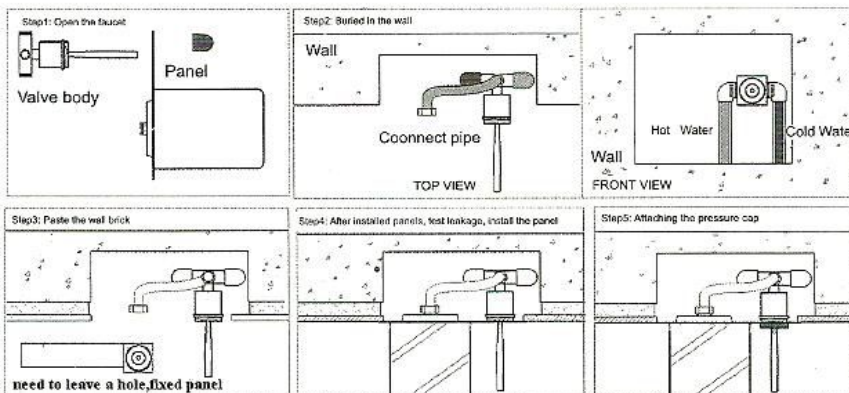 Step1: Open the faucet
Panel
Valve body
Step2: Buried in the wall
Wall
Coonnect pipe
TOP VIEW
Hot Water
Cold Wate
Wall
FRONT VIEW
Step3: Paste the wall brick
need to leave a hole,fixed panel
Step4: After installed panels, test leakage, install the panel
Step5: Attaching the pressure cap